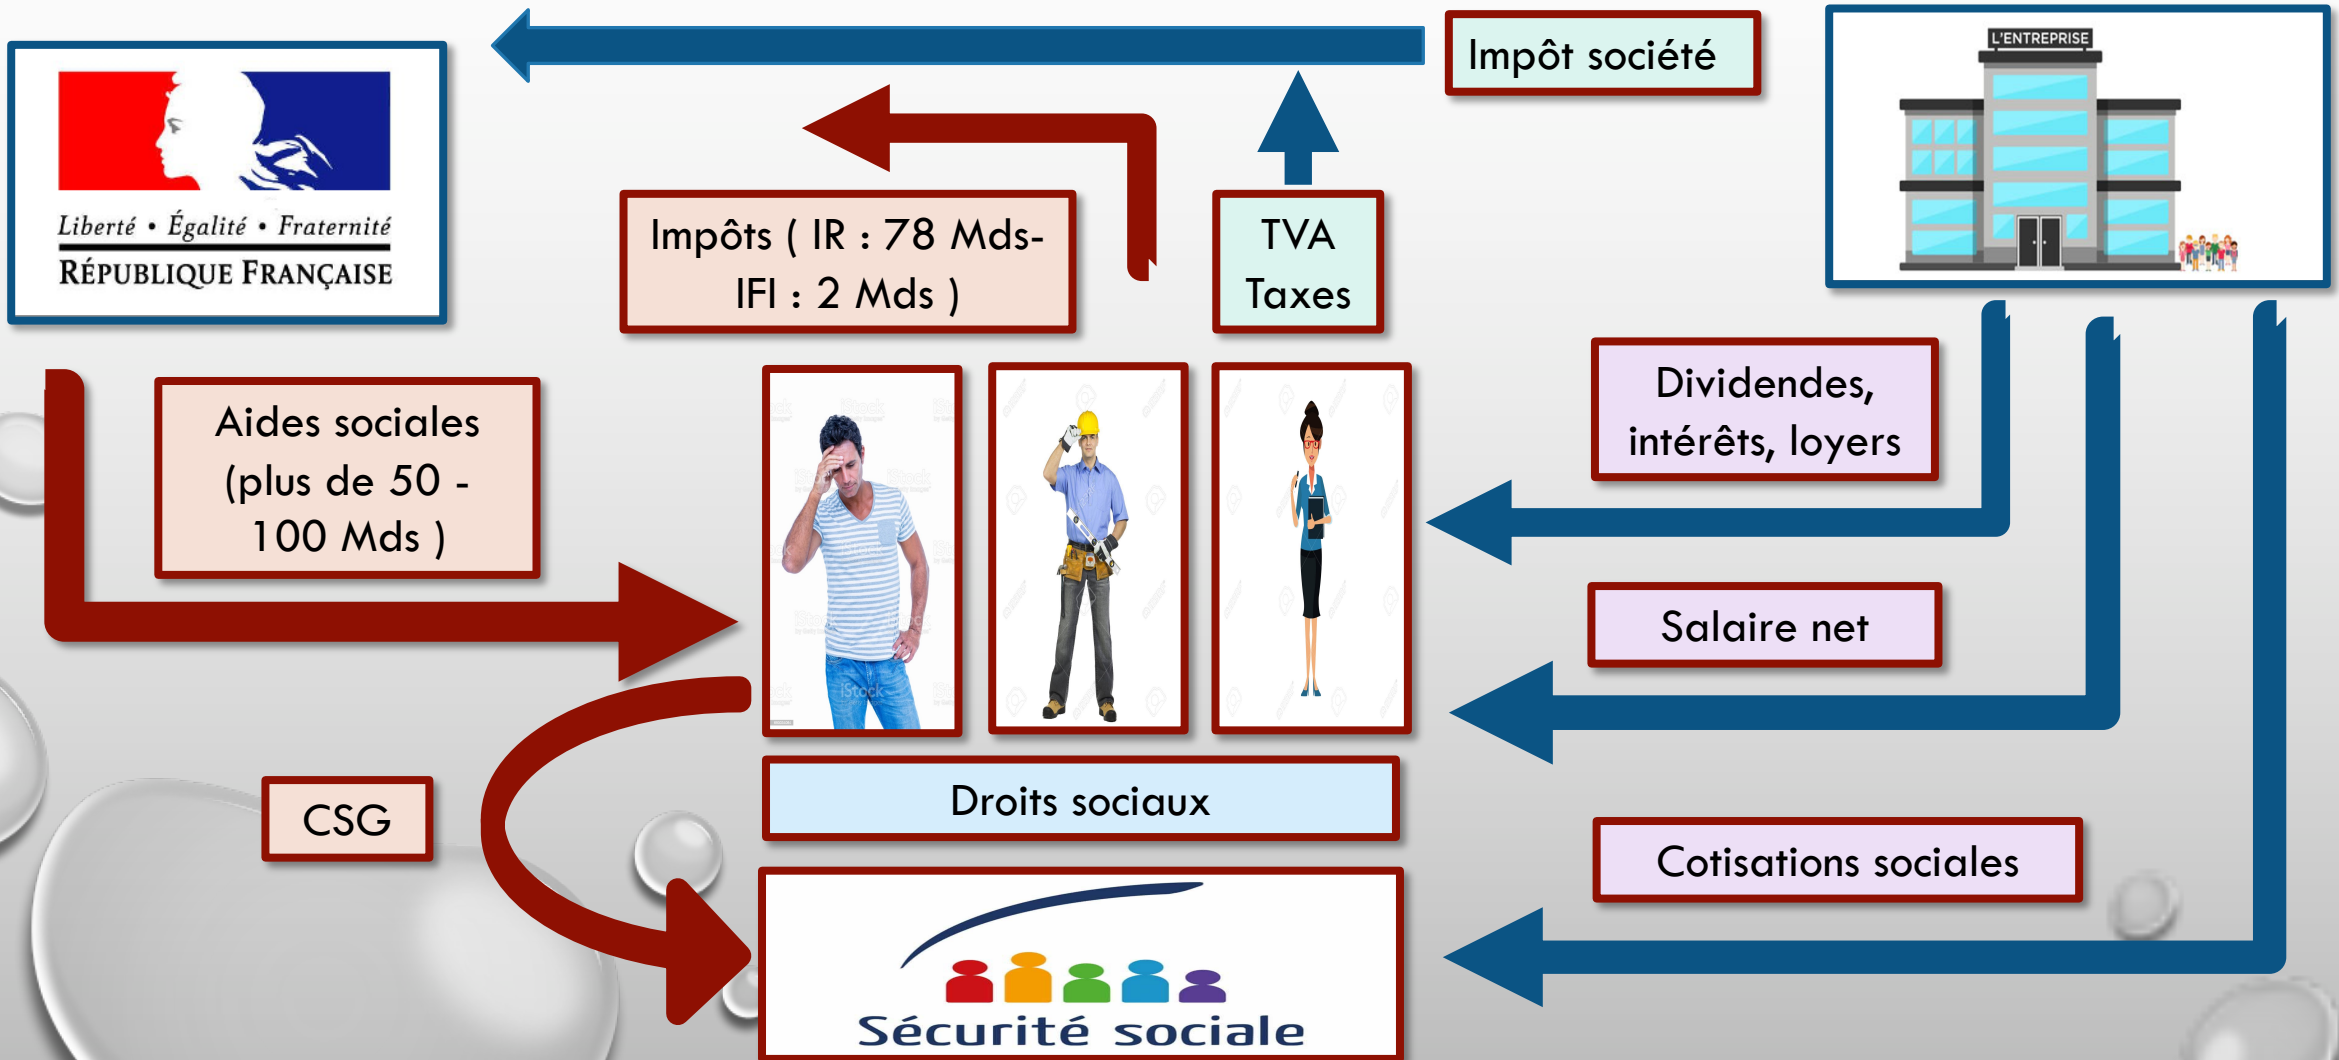 Impôt société
L'ENTREPRISE
Liberté • Égalité • Fraternité
RÉPUBLIQUE FRANÇAISE
Impôts ( IR : 78 Mds-
IFI : 2 Mds )
TVA
Taxes
Aides sociales
(plus de 50 -
100 Mds )
Dividendes,
intérêts, loyers
Salaire net
iStock
Droits sociaux
CSG
Cotisations sociales
Sécurité sociale